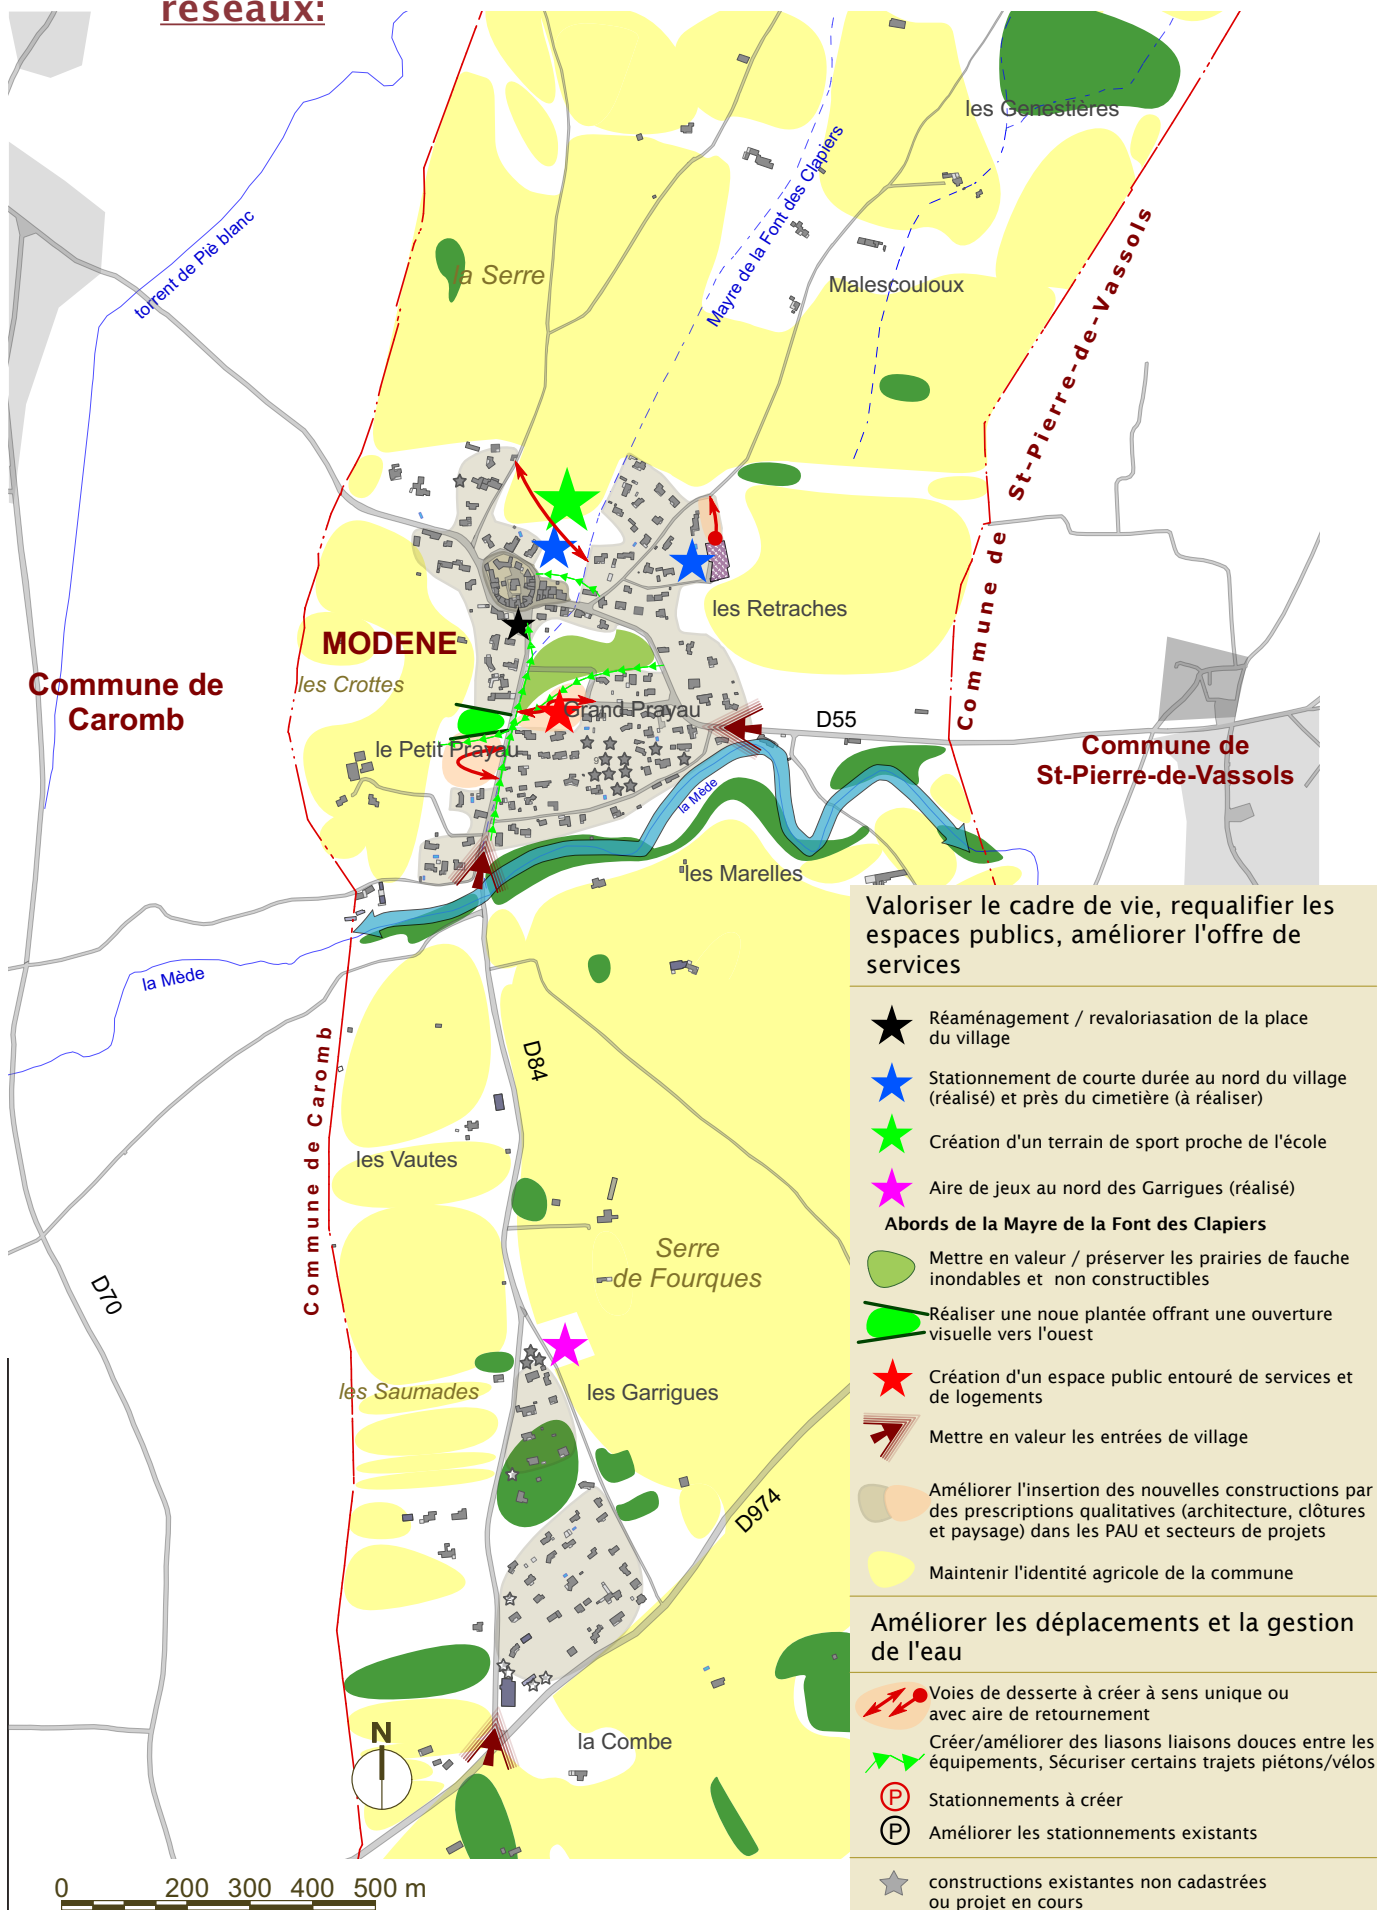 réseaux:
les Genestières
Mayre de la Font des Clapiers
torrent de Piè blanc
la Serre
Malescouloux
Commune de St-Pierre-de-Vassols
les Retraches
MODENE
les Crottes
Commune de
Caromb
Grand Prayau
D55
le Petit Prayau
Commune de
St-Pierre-de-Vassols
la Mède
les Marelles
la Mède
D84
Commune de Caromb
les Vautes
Serre
de Fourques
D70
les Saumades
les Garrigues
D974
la Combe
N
0 200 300 400 500 m
Valoriser le cadre de vie, requalifier les
espaces publics, améliorer l'offre de
services
Réaménagement / revaloriasation de la place
du village
Stationnement de courte durée au nord du village
(réalisé) et près du cimetière (à réaliser)
Création d'un terrain de sport proche de l'école
Aire de jeux au nord des Garrigues (réalisé)
Abords de la Mayre de la Font des Clapiers
Mettre en valeur / préserver les prairies de fauche
inondables et non constructibles
Réaliser une noue plantée offrant une ouverture
visuelle vers l'ouest
Création d'un espace public entouré de services et
de logements
Mettre en valeur les entrées de village
Améliorer l'insertion des nouvelles constructions par
des prescriptions qualitatives (architecture, clôtures
et paysage) dans les PAU et secteurs de projets
Maintenir l'identité agricole de la commune
Améliorer les déplacements et la gestion
de l'eau
Voies de desserte à créer à sens unique ou
avec aire de retournement
Créer/améliorer des liasons liaisons douces entre les
équipements, Sécuriser certains trajets piétons/vélos
P Stationnements à créer
P Améliorer les stationnements existants
constructions existantes non cadastrées
ou projet en cours